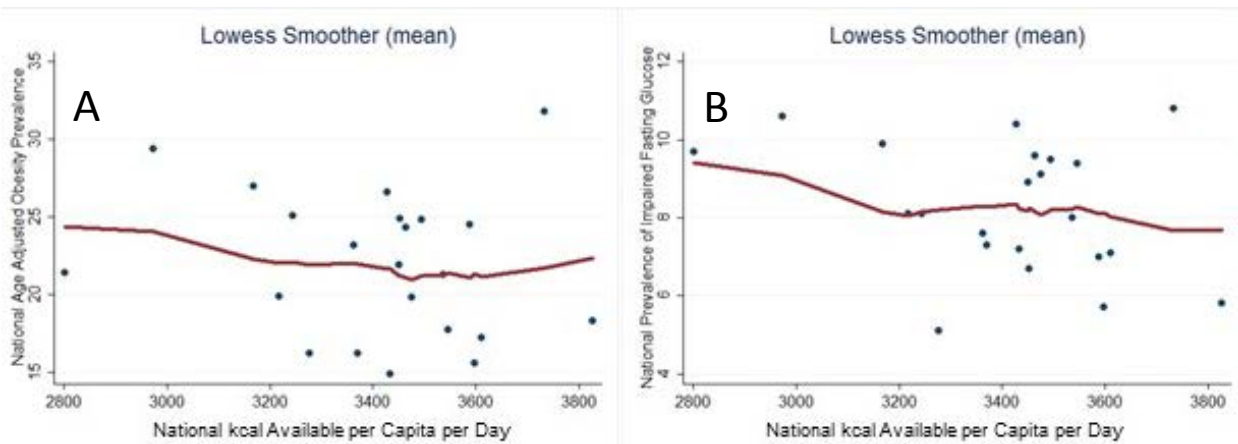 Lowess Smoother (mean)
A
National Age Adjusted Obesity Prevalence
35
30
25
20
15
2800 3000 3200 3400 3600 3800
National kcal Available per Capita per Day
Lowess Smoother (mean)
B
National Prevalence of Impaired Fasting Glucose
12
10
8
6
4
2800 3000 3200 3400 3600 3800
National kcal Available per Capita per Day